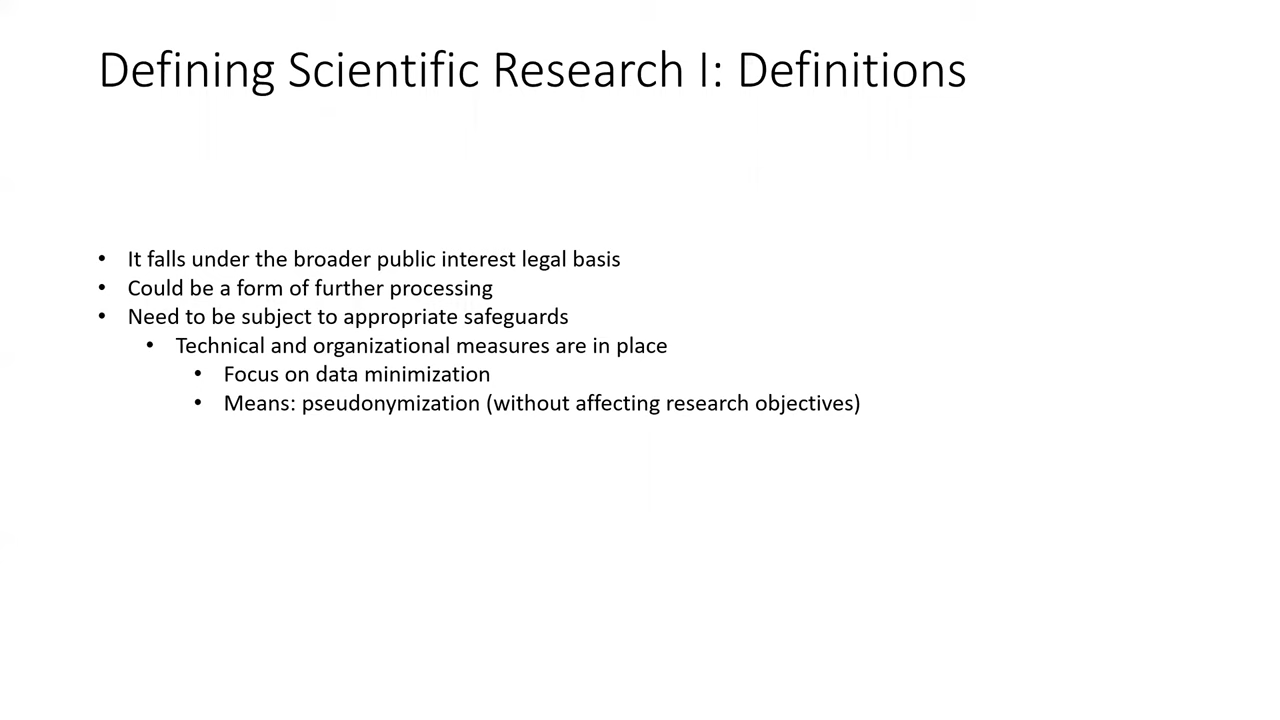 Defining Scientific Research I: Definitions
• It falls under the broader public interest legal basis
• Could be a form of further processing
• Need to be subject to appropriate safeguards
• Technical and organizational measures are in place
• Focus on data minimization
• Means: pseudonymization (without affecting research objectives)